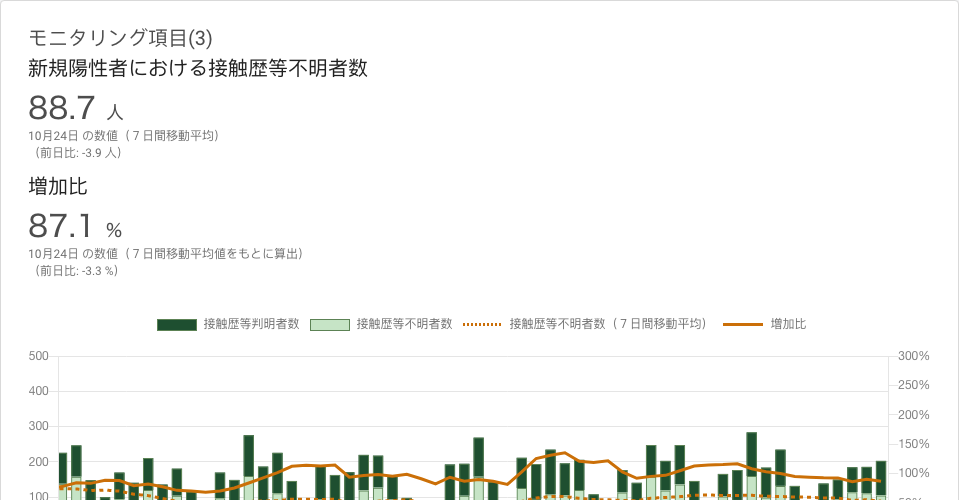 モニタリング項目(3)
新規陽性者における接触歴等不明者数
88.7 人
10月24日 の数値（７日間移動平均）
（前日比: -3.9 人）
増加比
87.1 %
10月24日 の数値（７日間移動平均値をもとに算出）
（前日比: -3.3 %）
接触歴等判明者数 接触歴等不明者数 接触歴等不明者数（７日間移動平均） 増加比
500 300%
250%
400
200%
300
150%
200
100%
100